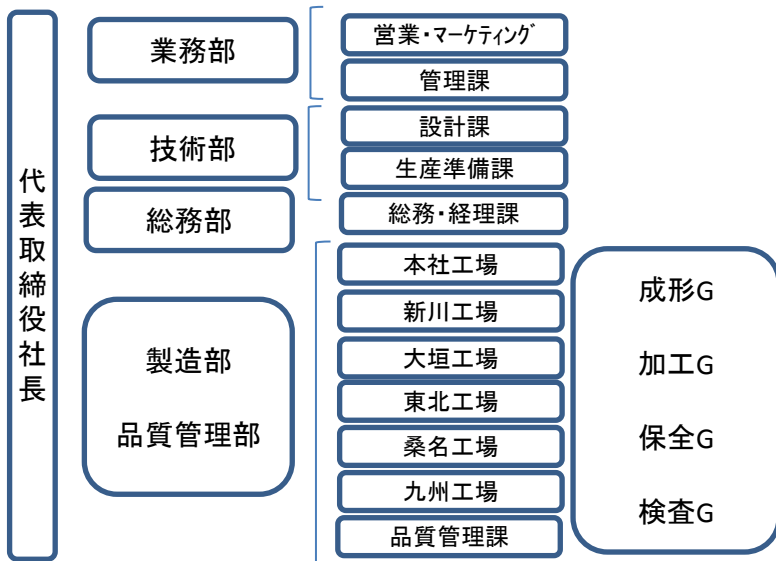 代表取締役社長
業務部
営業・マーケティング
管理課
技術部
設計課
生産準備課
総務部
総務・経理課
製造部
品質管理部
本社工場
新川工場
大垣工場
東北工場
桑名工場
九州工場
品質管理課
成形G
加工G
保全G
検査G